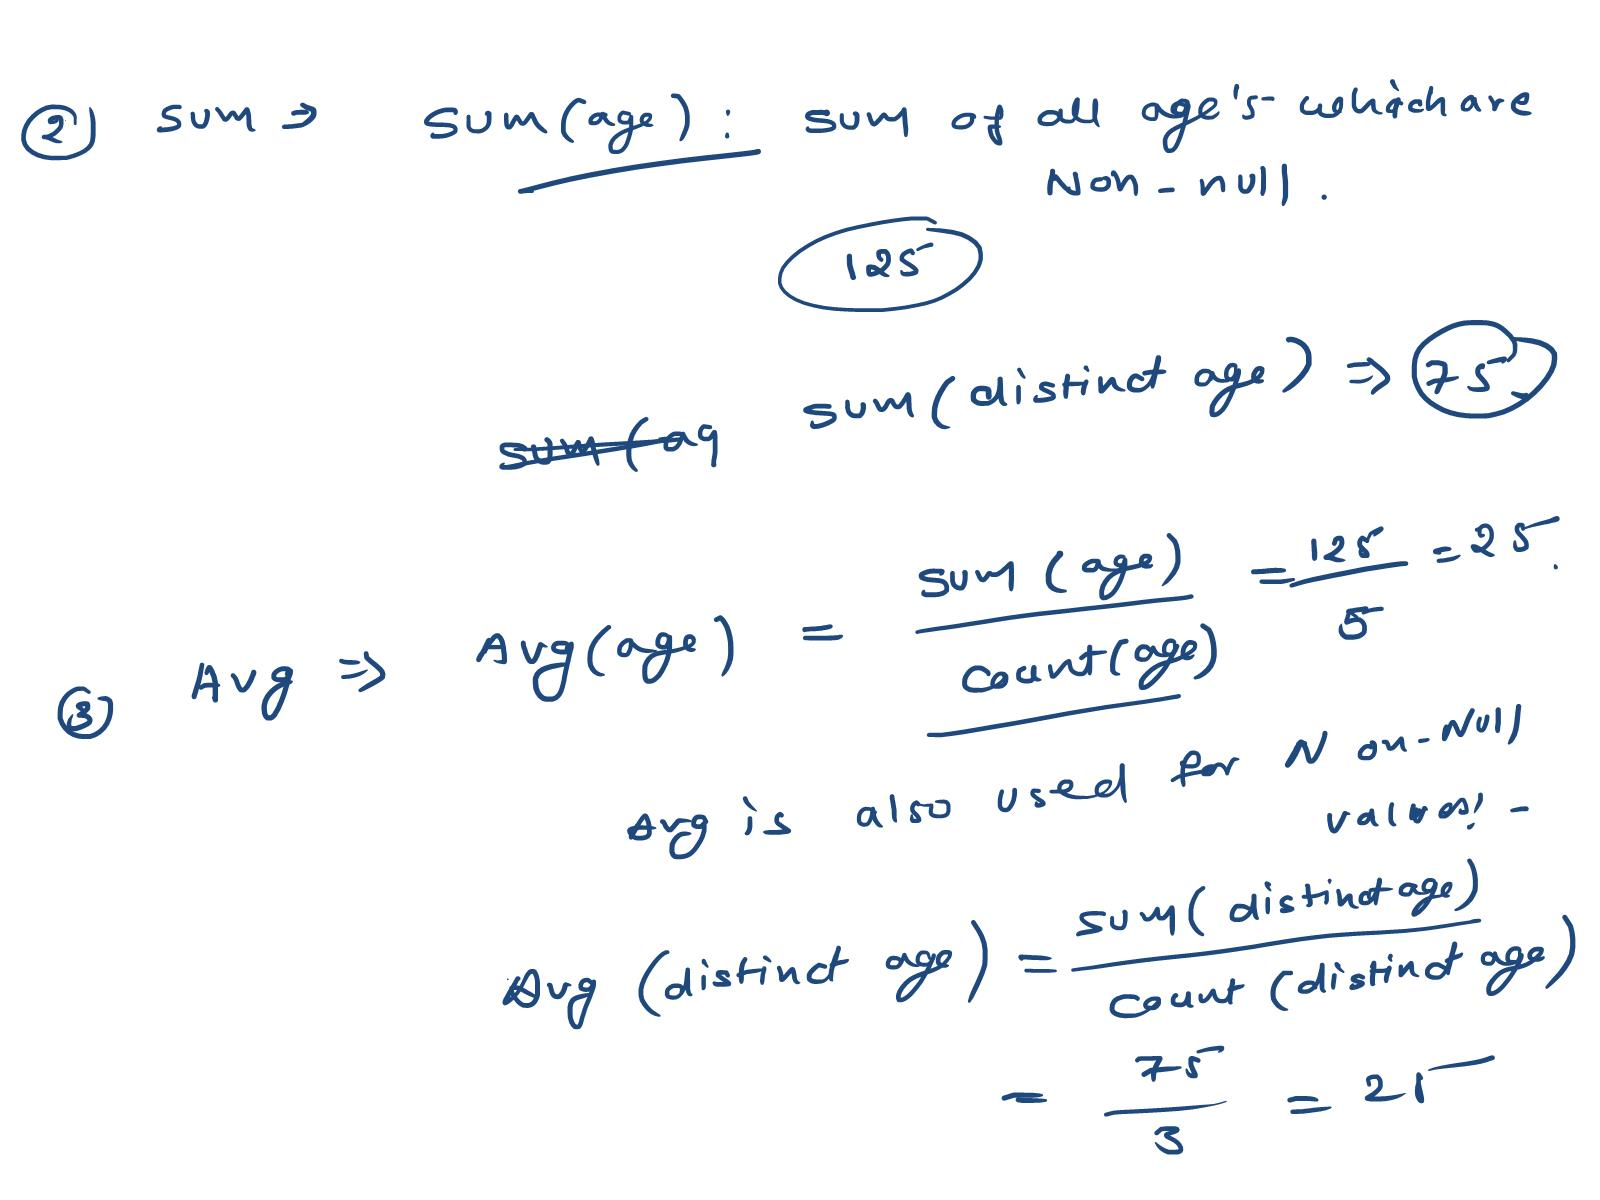 ② sum ⇒ sum(age) : sum of all age's which are
Non-null.
125
sum(distinct age) ⇒ 75
sum(ag
③ Avg ⇒ Avg(age) = sum(age) / count(age) = 125 / 5 = 25.
Avg is also used for Non-Null
values.
Avg (distinct age) = sum(distinct age) / count (distinct age)
= 75 / 3 = 25